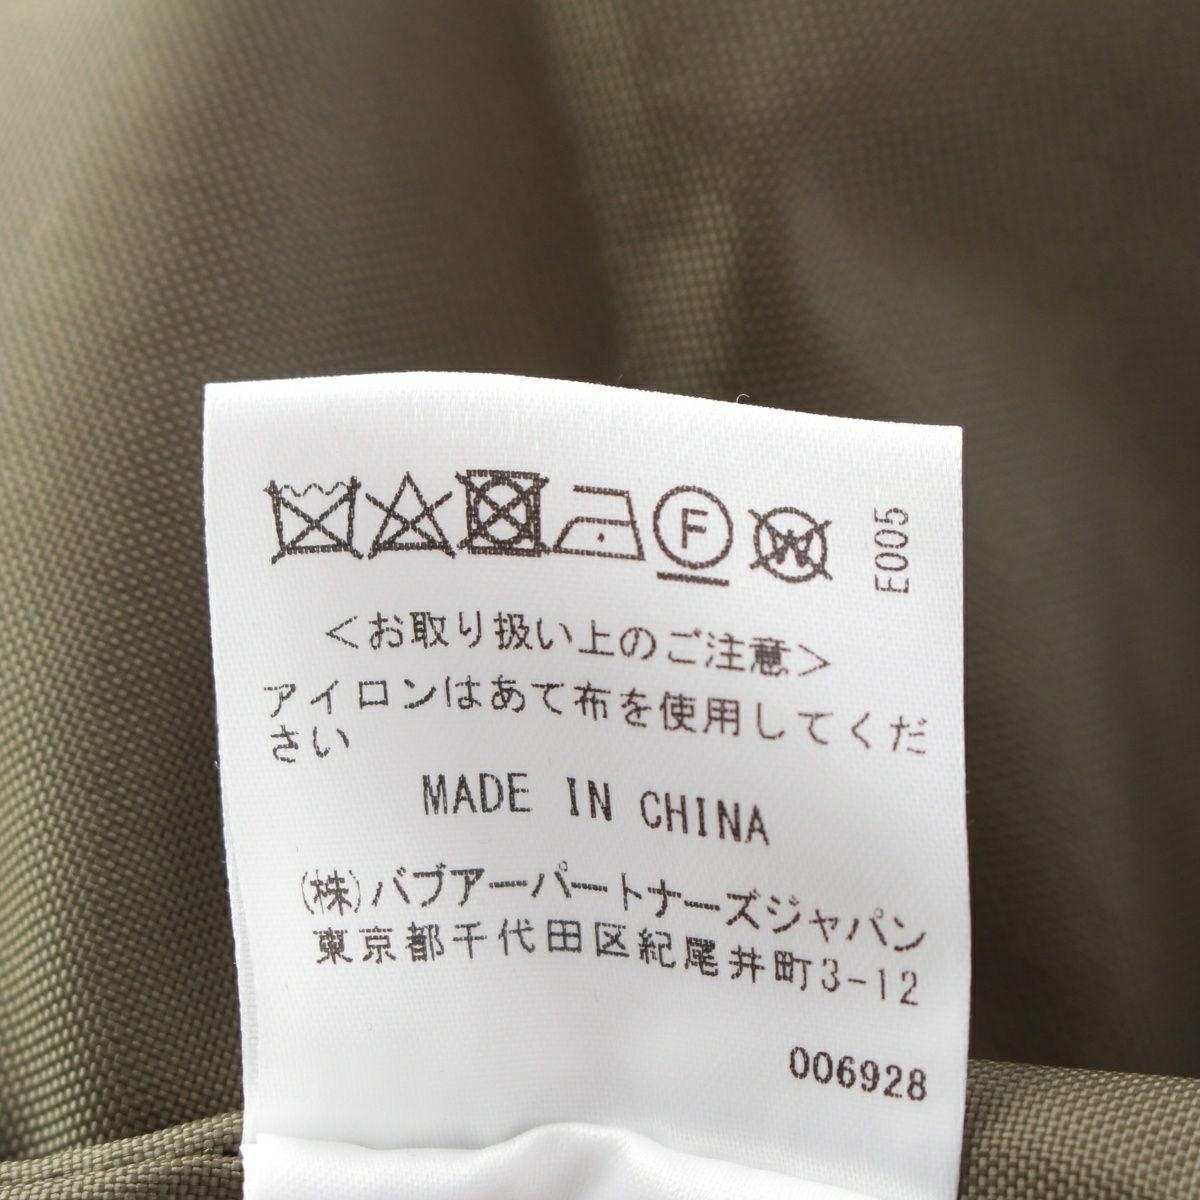 F W E005
<お取り扱い上のご注意>
アイロンはあて布を使用してくだ
さい
MADE IN CHINA
(株)バブアーパートナーズジャパン
東京都千代田区紀尾井町3-12
006928